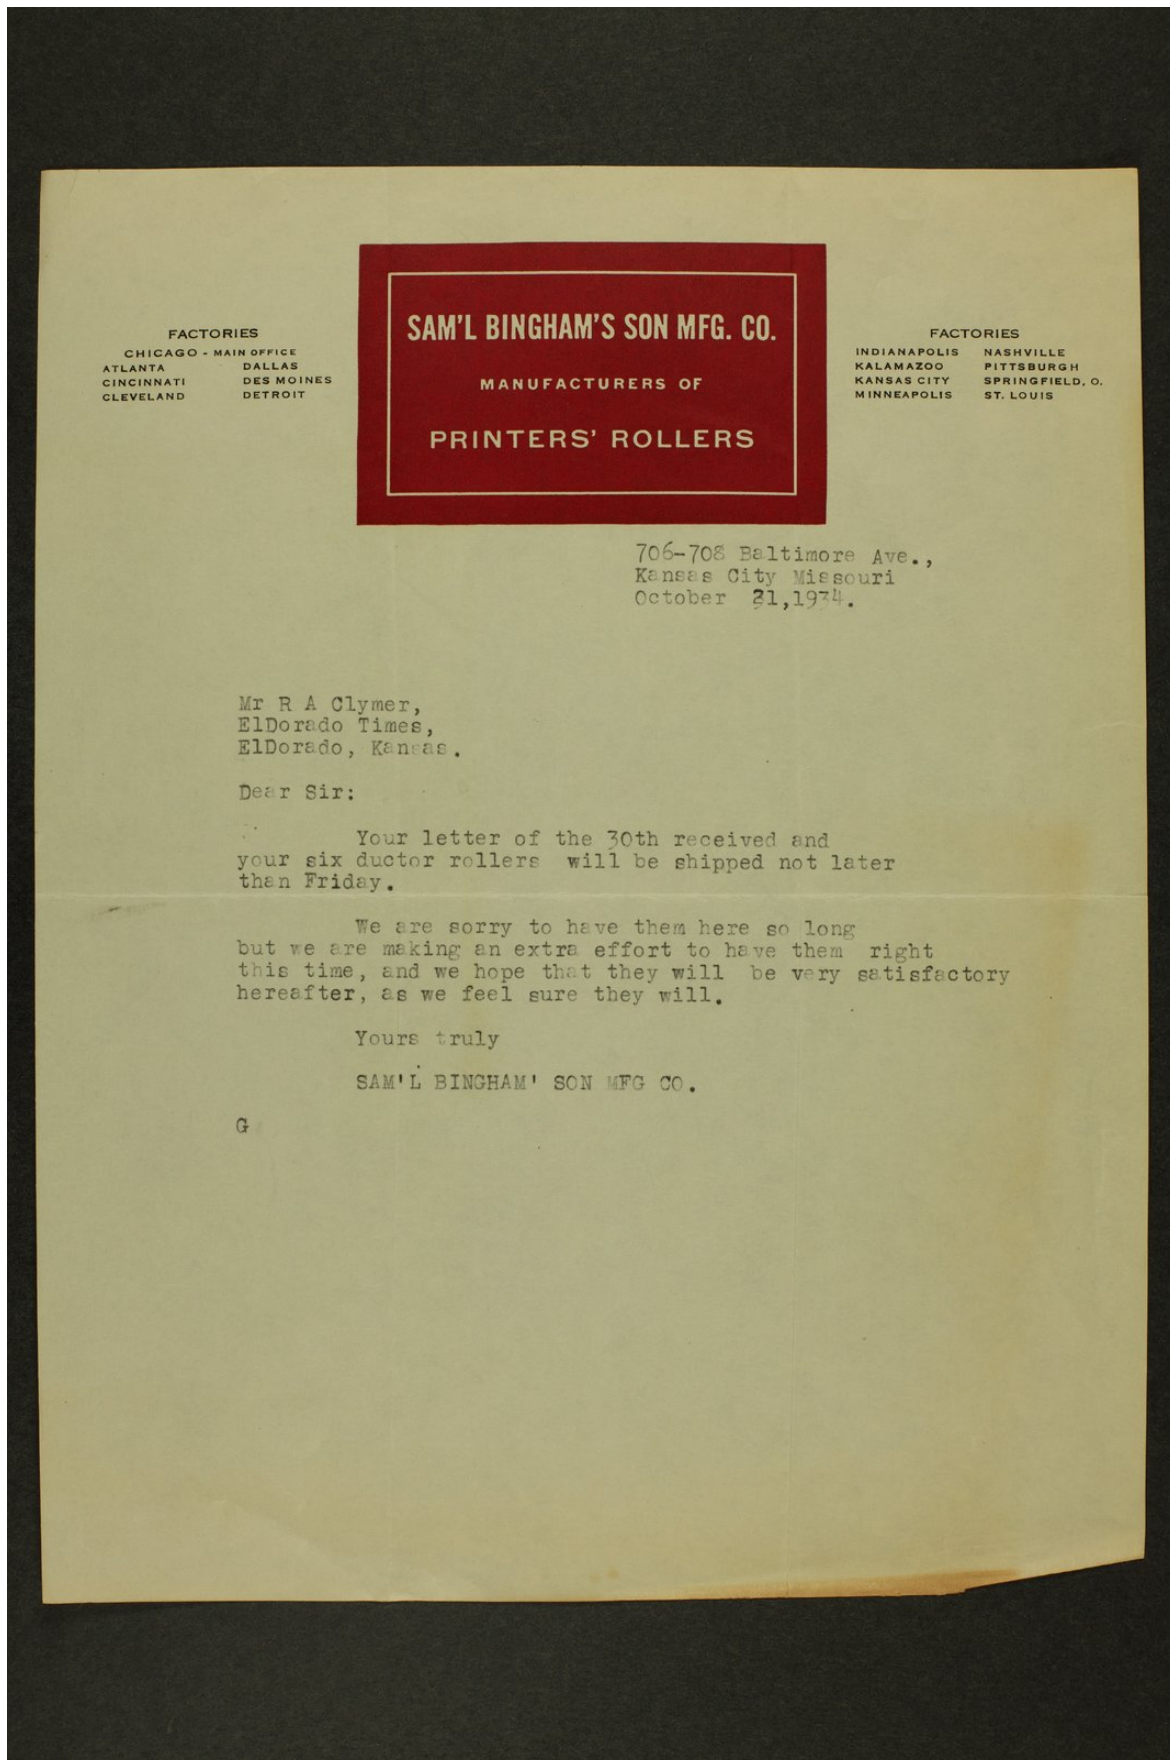 FACTORIES
CHICAGO - MAIN OFFICE
ATLANTA DALLAS
CINCINNATI DES MOINES
CLEVELAND DETROIT
SAM'L BINGHAM'S SON MFG. CO.
MANUFACTURERS OF
PRINTERS' ROLLERS
FACTORIES
INDIANAPOLIS NASHVILLE
KALAMAZOO PITTSBURGH
KANSAS CITY SPRINGFIELD, O.
MINNEAPOLIS ST. LOUIS
706-708 Baltimore Ave.,
Kansas City Missouri
October 31,1934.
Mr R A Clymer,
ElDorado Times,
ElDorado, Kansas.
Dear Sir:
Your letter of the 30th received and
your six ductor rollers will be shipped not later
than Friday.
We are sorry to have them here so long
but we are making an extra effort to have them right
this time, and we hope that they will be very satisfactory
hereafter, as we feel sure they will.
Yours truly
SAM'L BINGHAM' SON MFG CO.
G